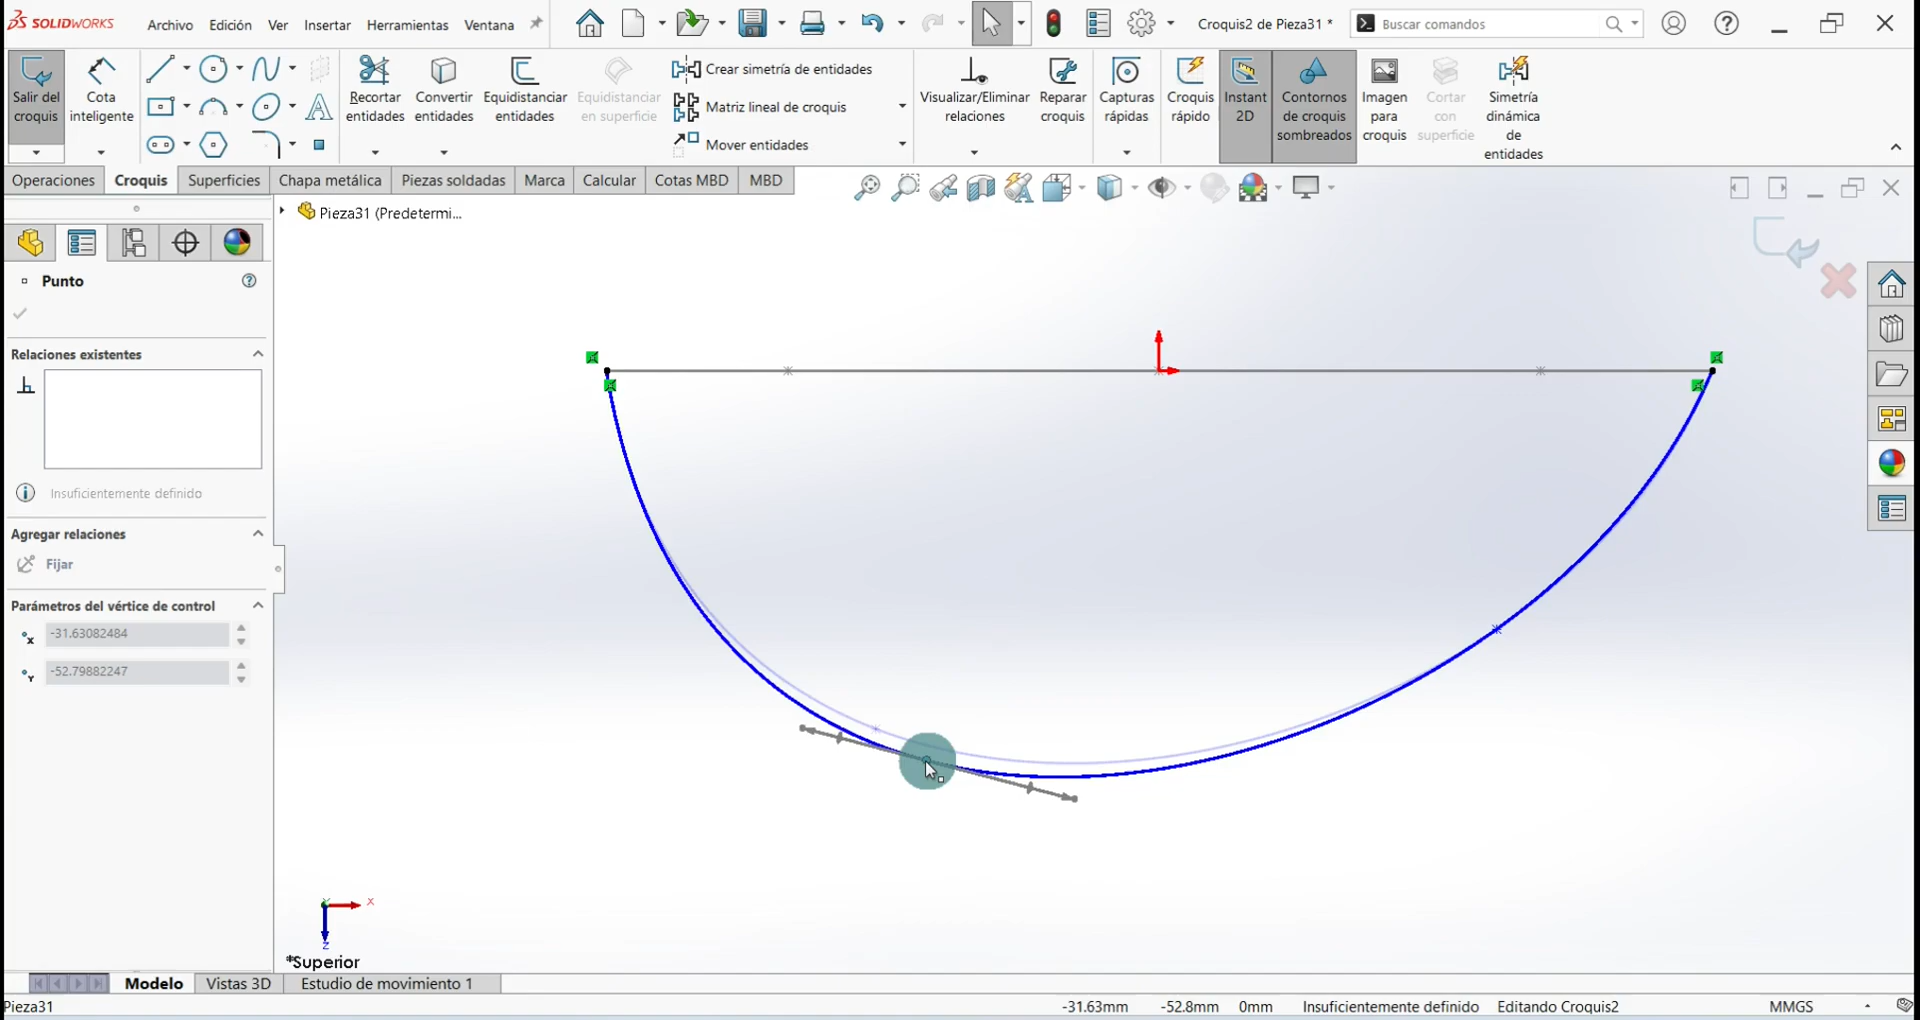 SOLIDWORKS
Archivo Edición Ver Insertar Herramientas Ventana
Croquis2 de Pieza31 *
Buscar comandos
Salir del croquis
Cota inteligente
Recortar entidades
Convertir entidades
Equidistanciar entidades
Equidistanciar en superficie
Crear simetría de entidades
Matriz lineal de croquis
Mover entidades
Visualizar/Eliminar relaciones
Reparar croquis
Capturas rápidas
Croquis rápido
Instant 2D
Contornos de croquis sombreados
Imagen para croquis
Cortar con superficie
Simetría dinámica de entidades
Operaciones Croquis Superficies Chapa metálica Piezas soldadas Marca Calcular Cotas MBD MBD
Pieza31 (Predetermi...
Punto
Relaciones existentes
Insuficientemente definido
Agregar relaciones
Fijar
Parámetros del vértice de control
X -31.63082484
Y -52.79882247
Y X
Z
*Superior
Modelo Vistas 3D Estudio de movimiento 1
Pieza31 -31.63mm -52.8mm 0mm Insuficientemente definido Editando Croquis2 MMGS